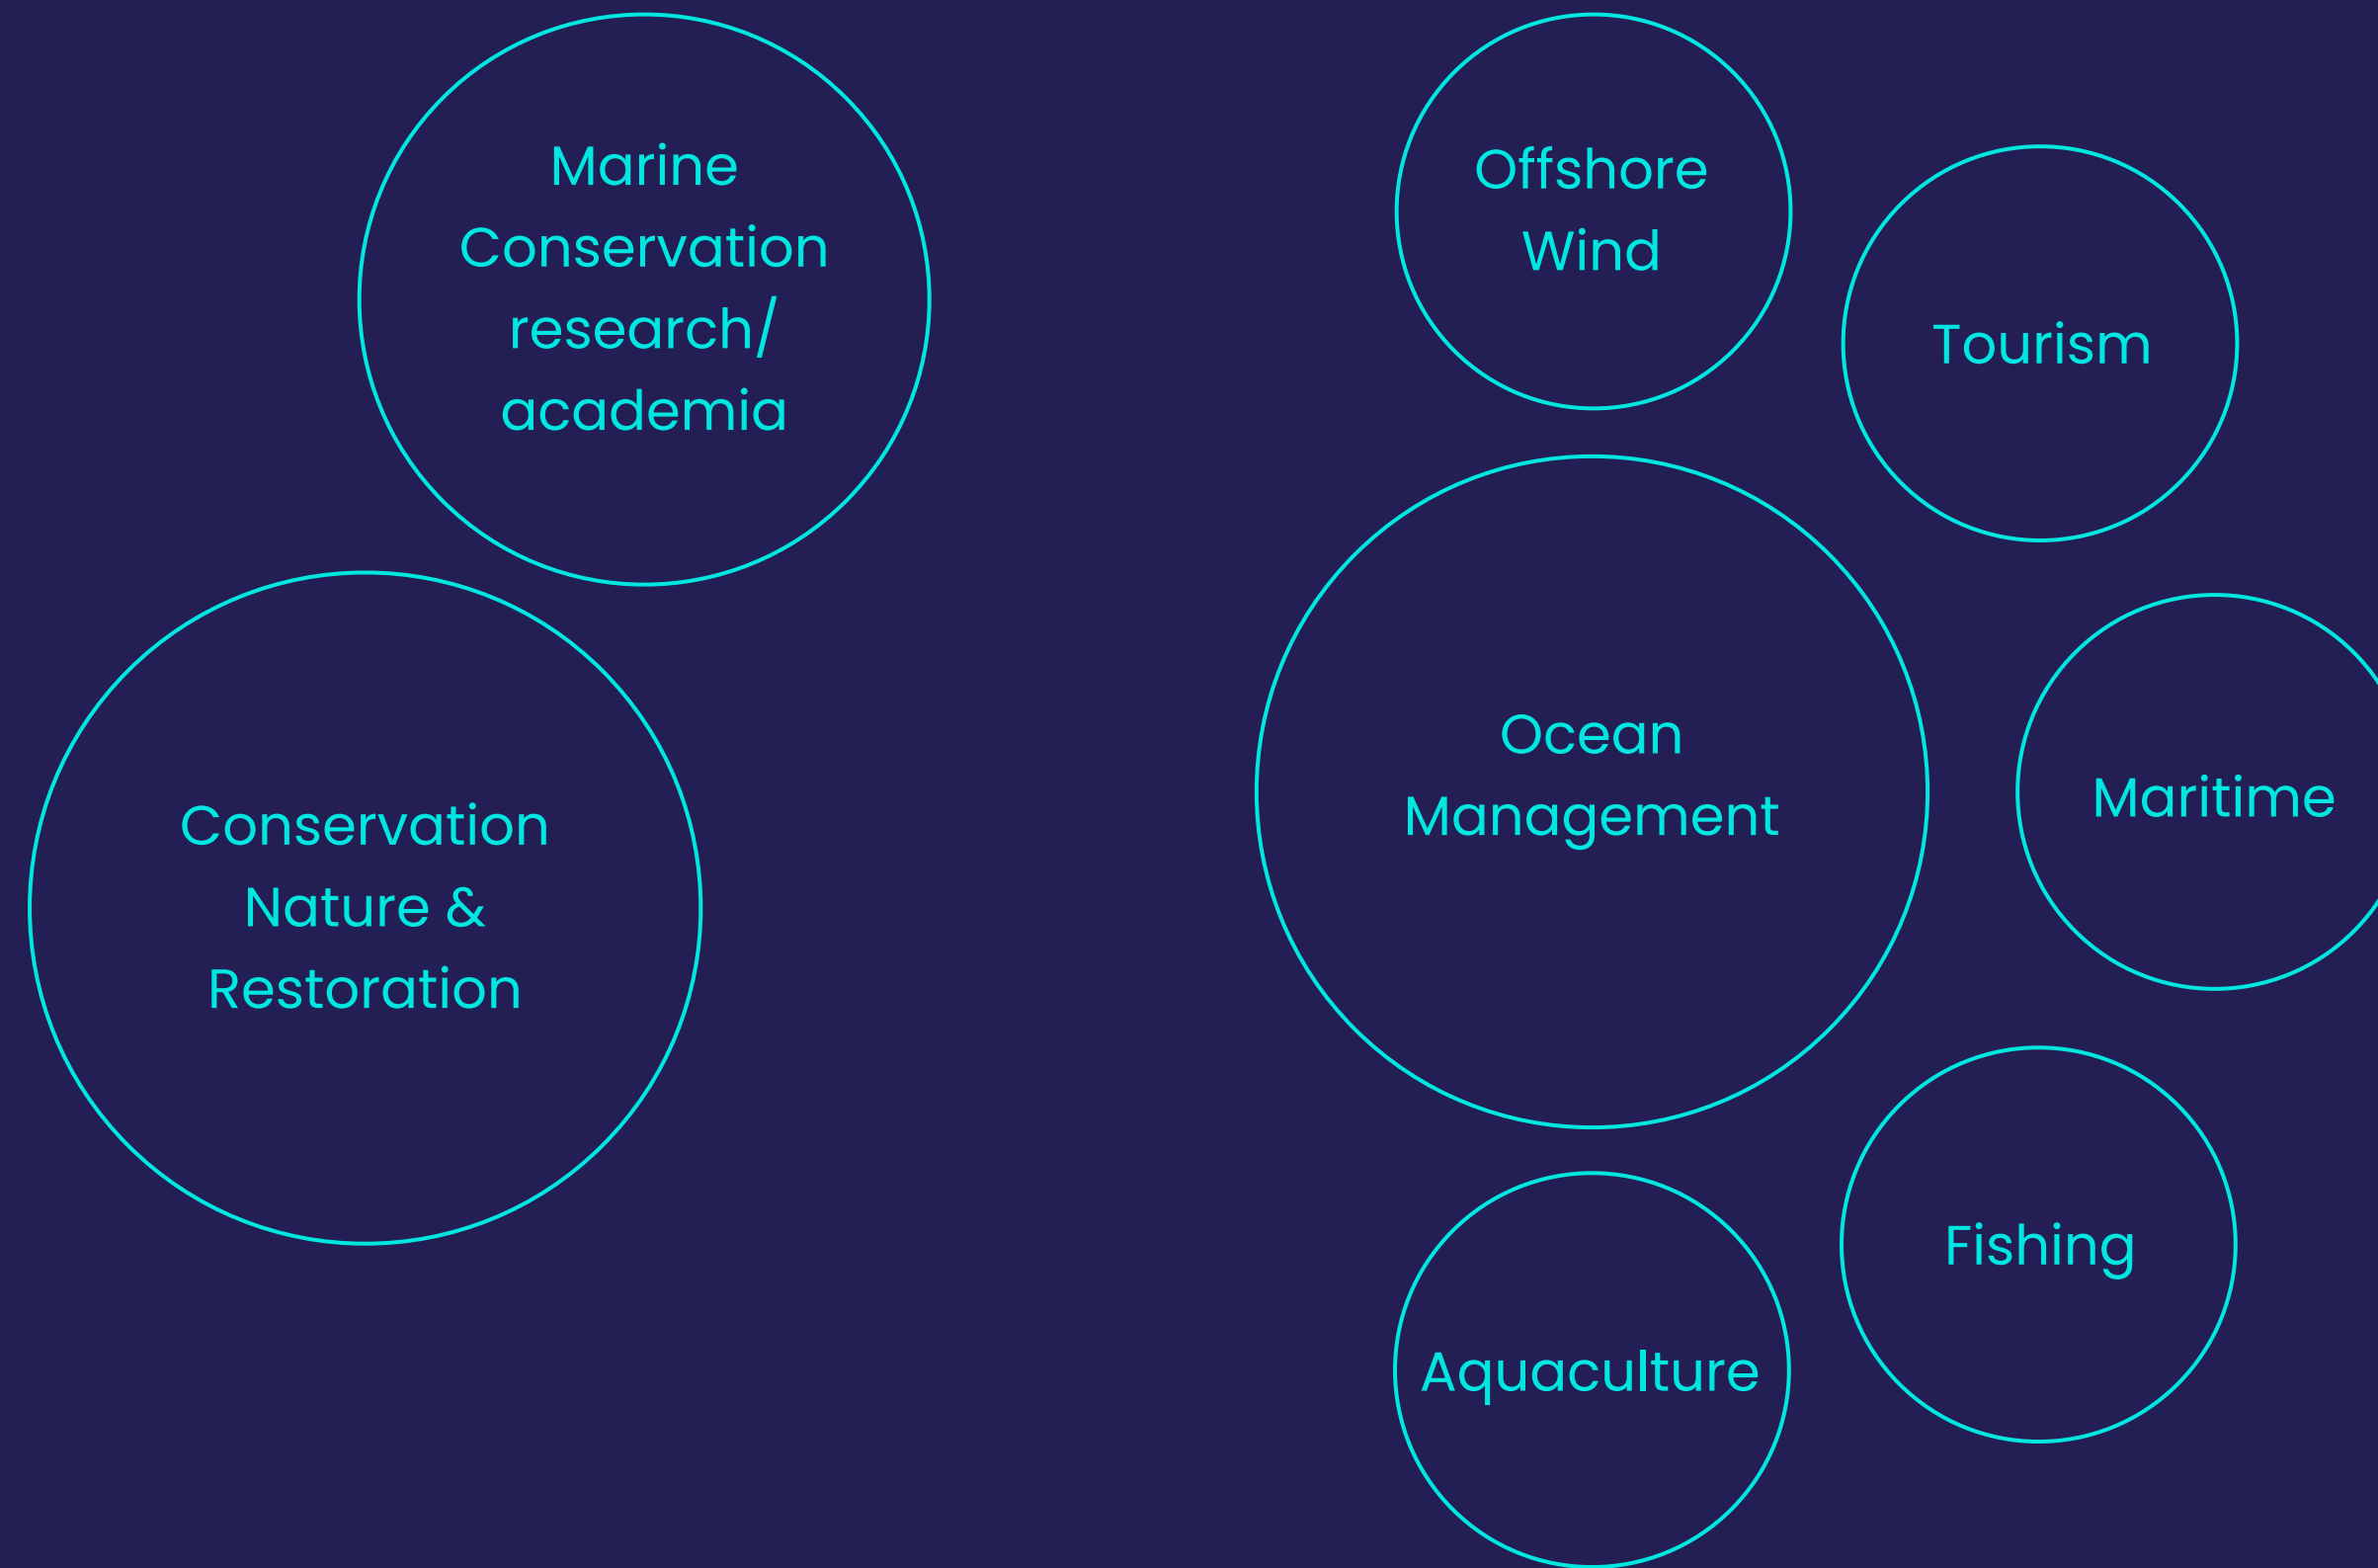 Marine
Conservation
research/
academia
Conservation
Nature &
Restoration
Offshore
Wind
Tourism
Ocean
Management
Maritime
Fishing
Aquaculture